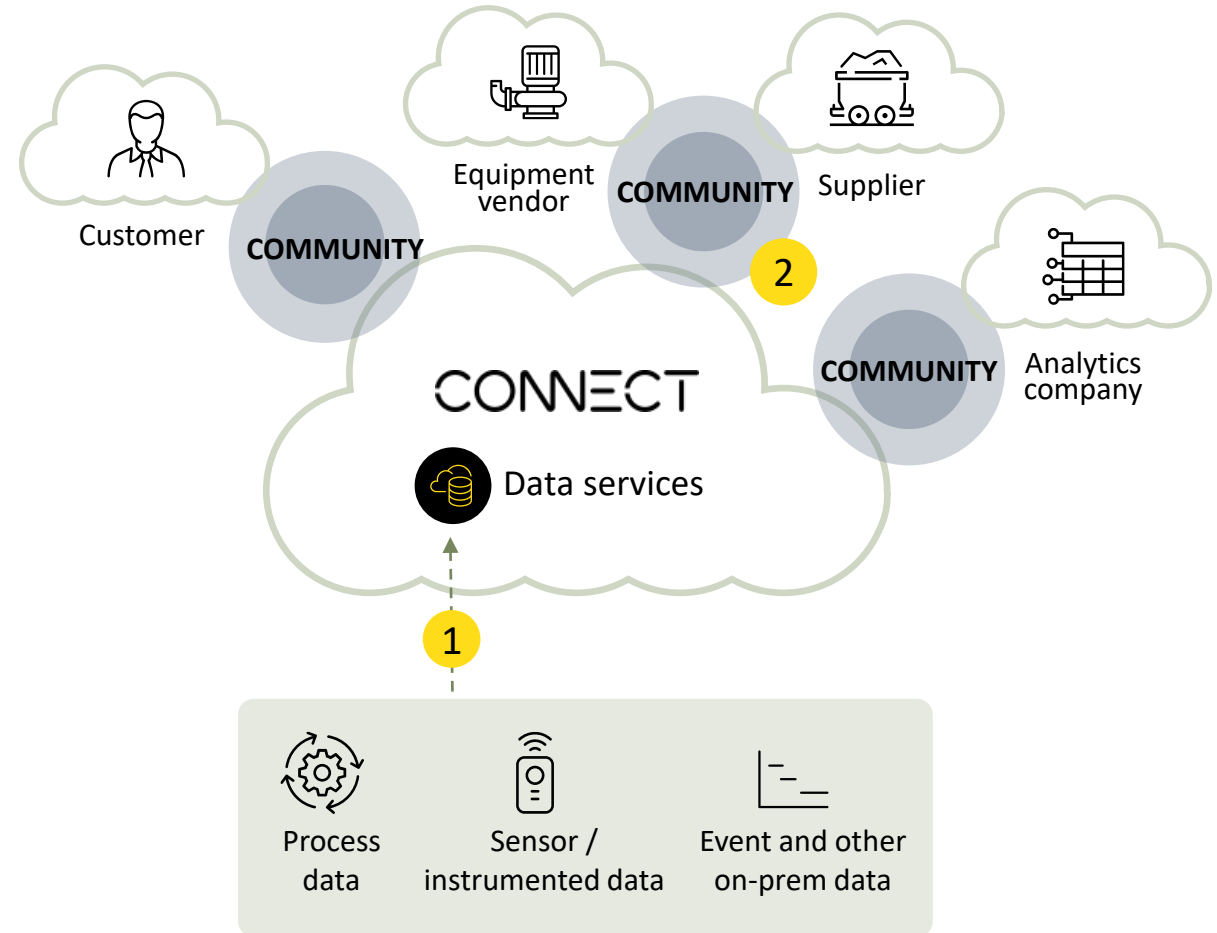 Customer
COMMUNITY
Equipment
vendor
COMMUNITY
Supplier
2
COMMUNITY
Analytics
company
CONNECT
Data services
1
Process
data
Sensor /
instrumented data
Event and other
on-prem data